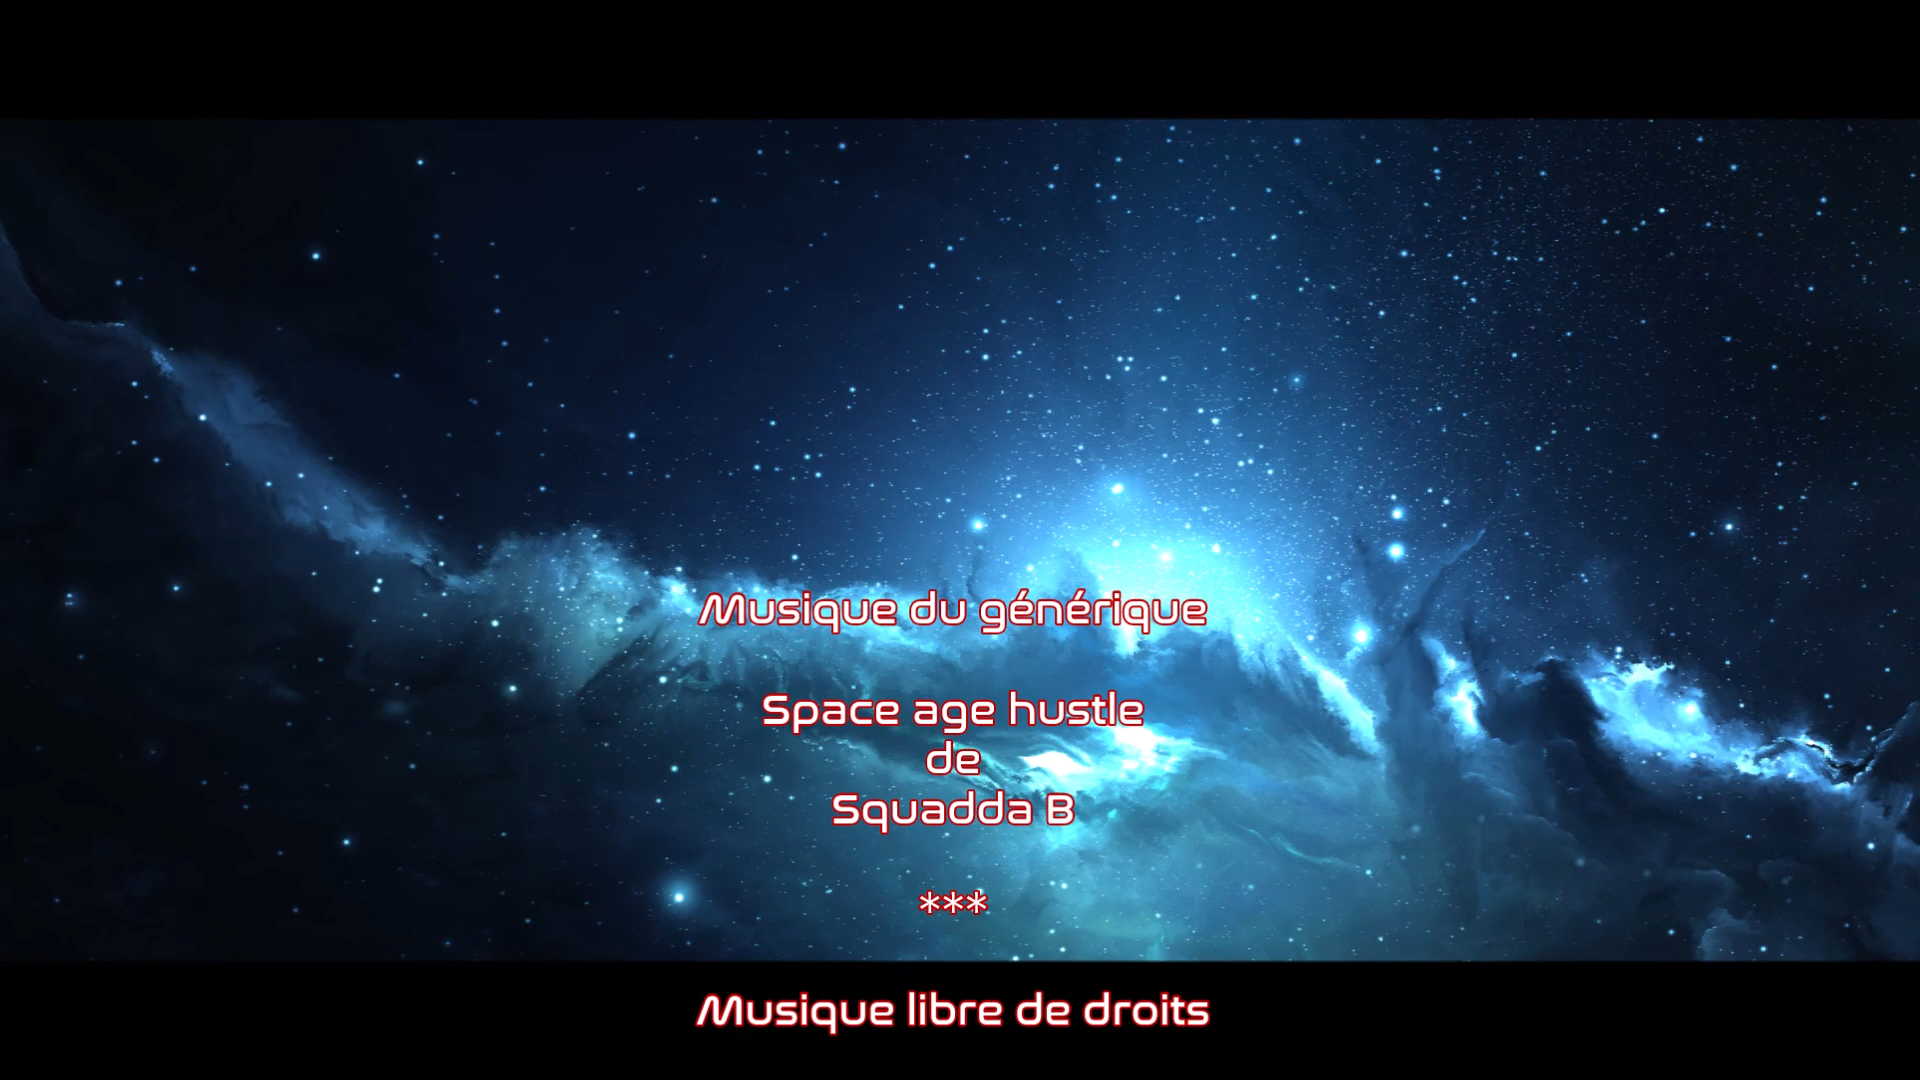 Musique du générique
Space age hustle
de
Squadda B
***
Musique libre de droits